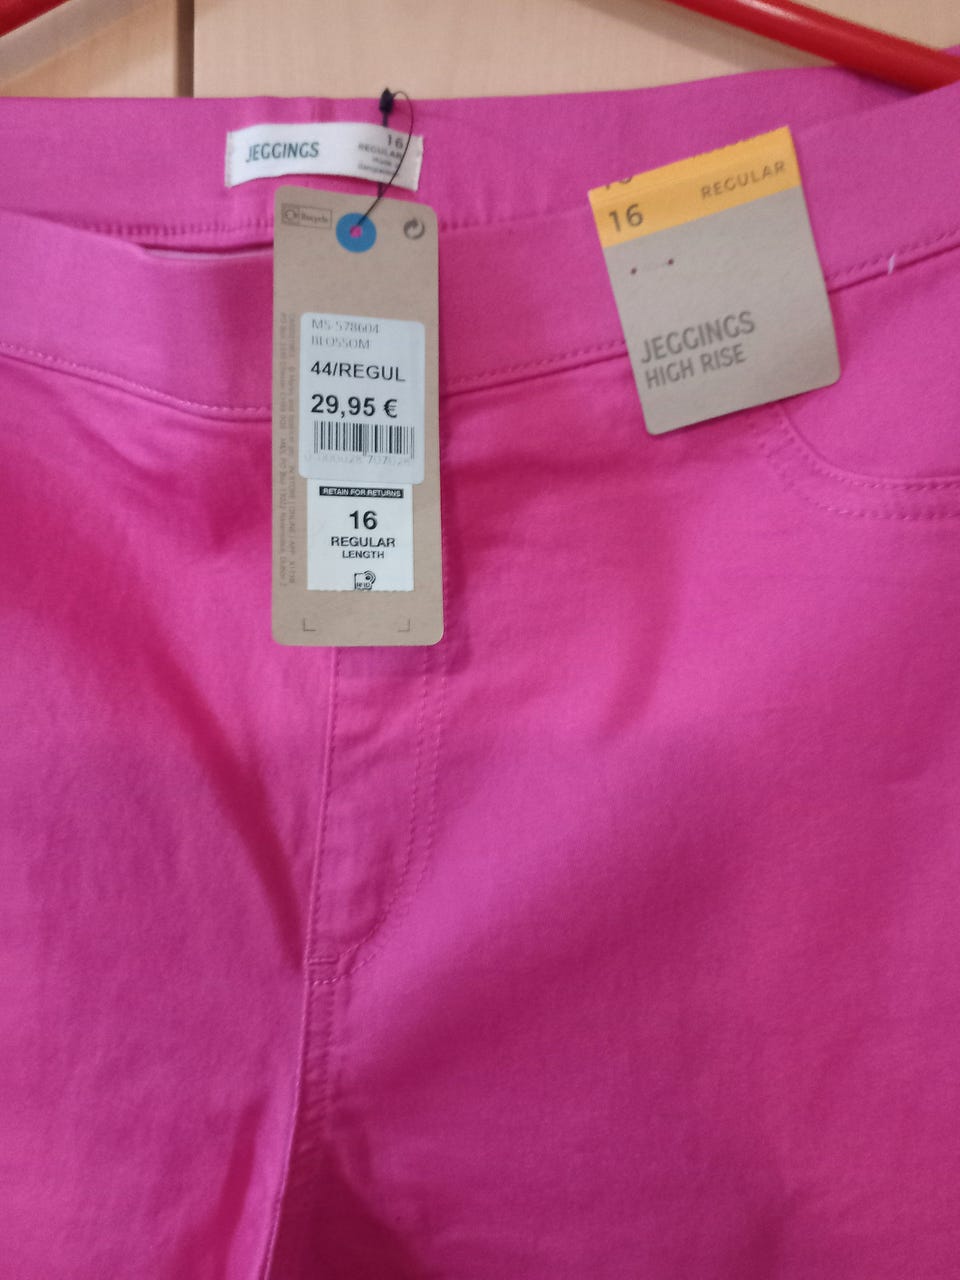 JEGGINGS
16
REGULAR
Recycle
MS-578604
BLOSSOM
44/REGUL
29,95 €
RETAIN FOR RETURNS
16
REGULAR
LENGTH
16 REGULAR
JEGGINGS
HIGH RISE